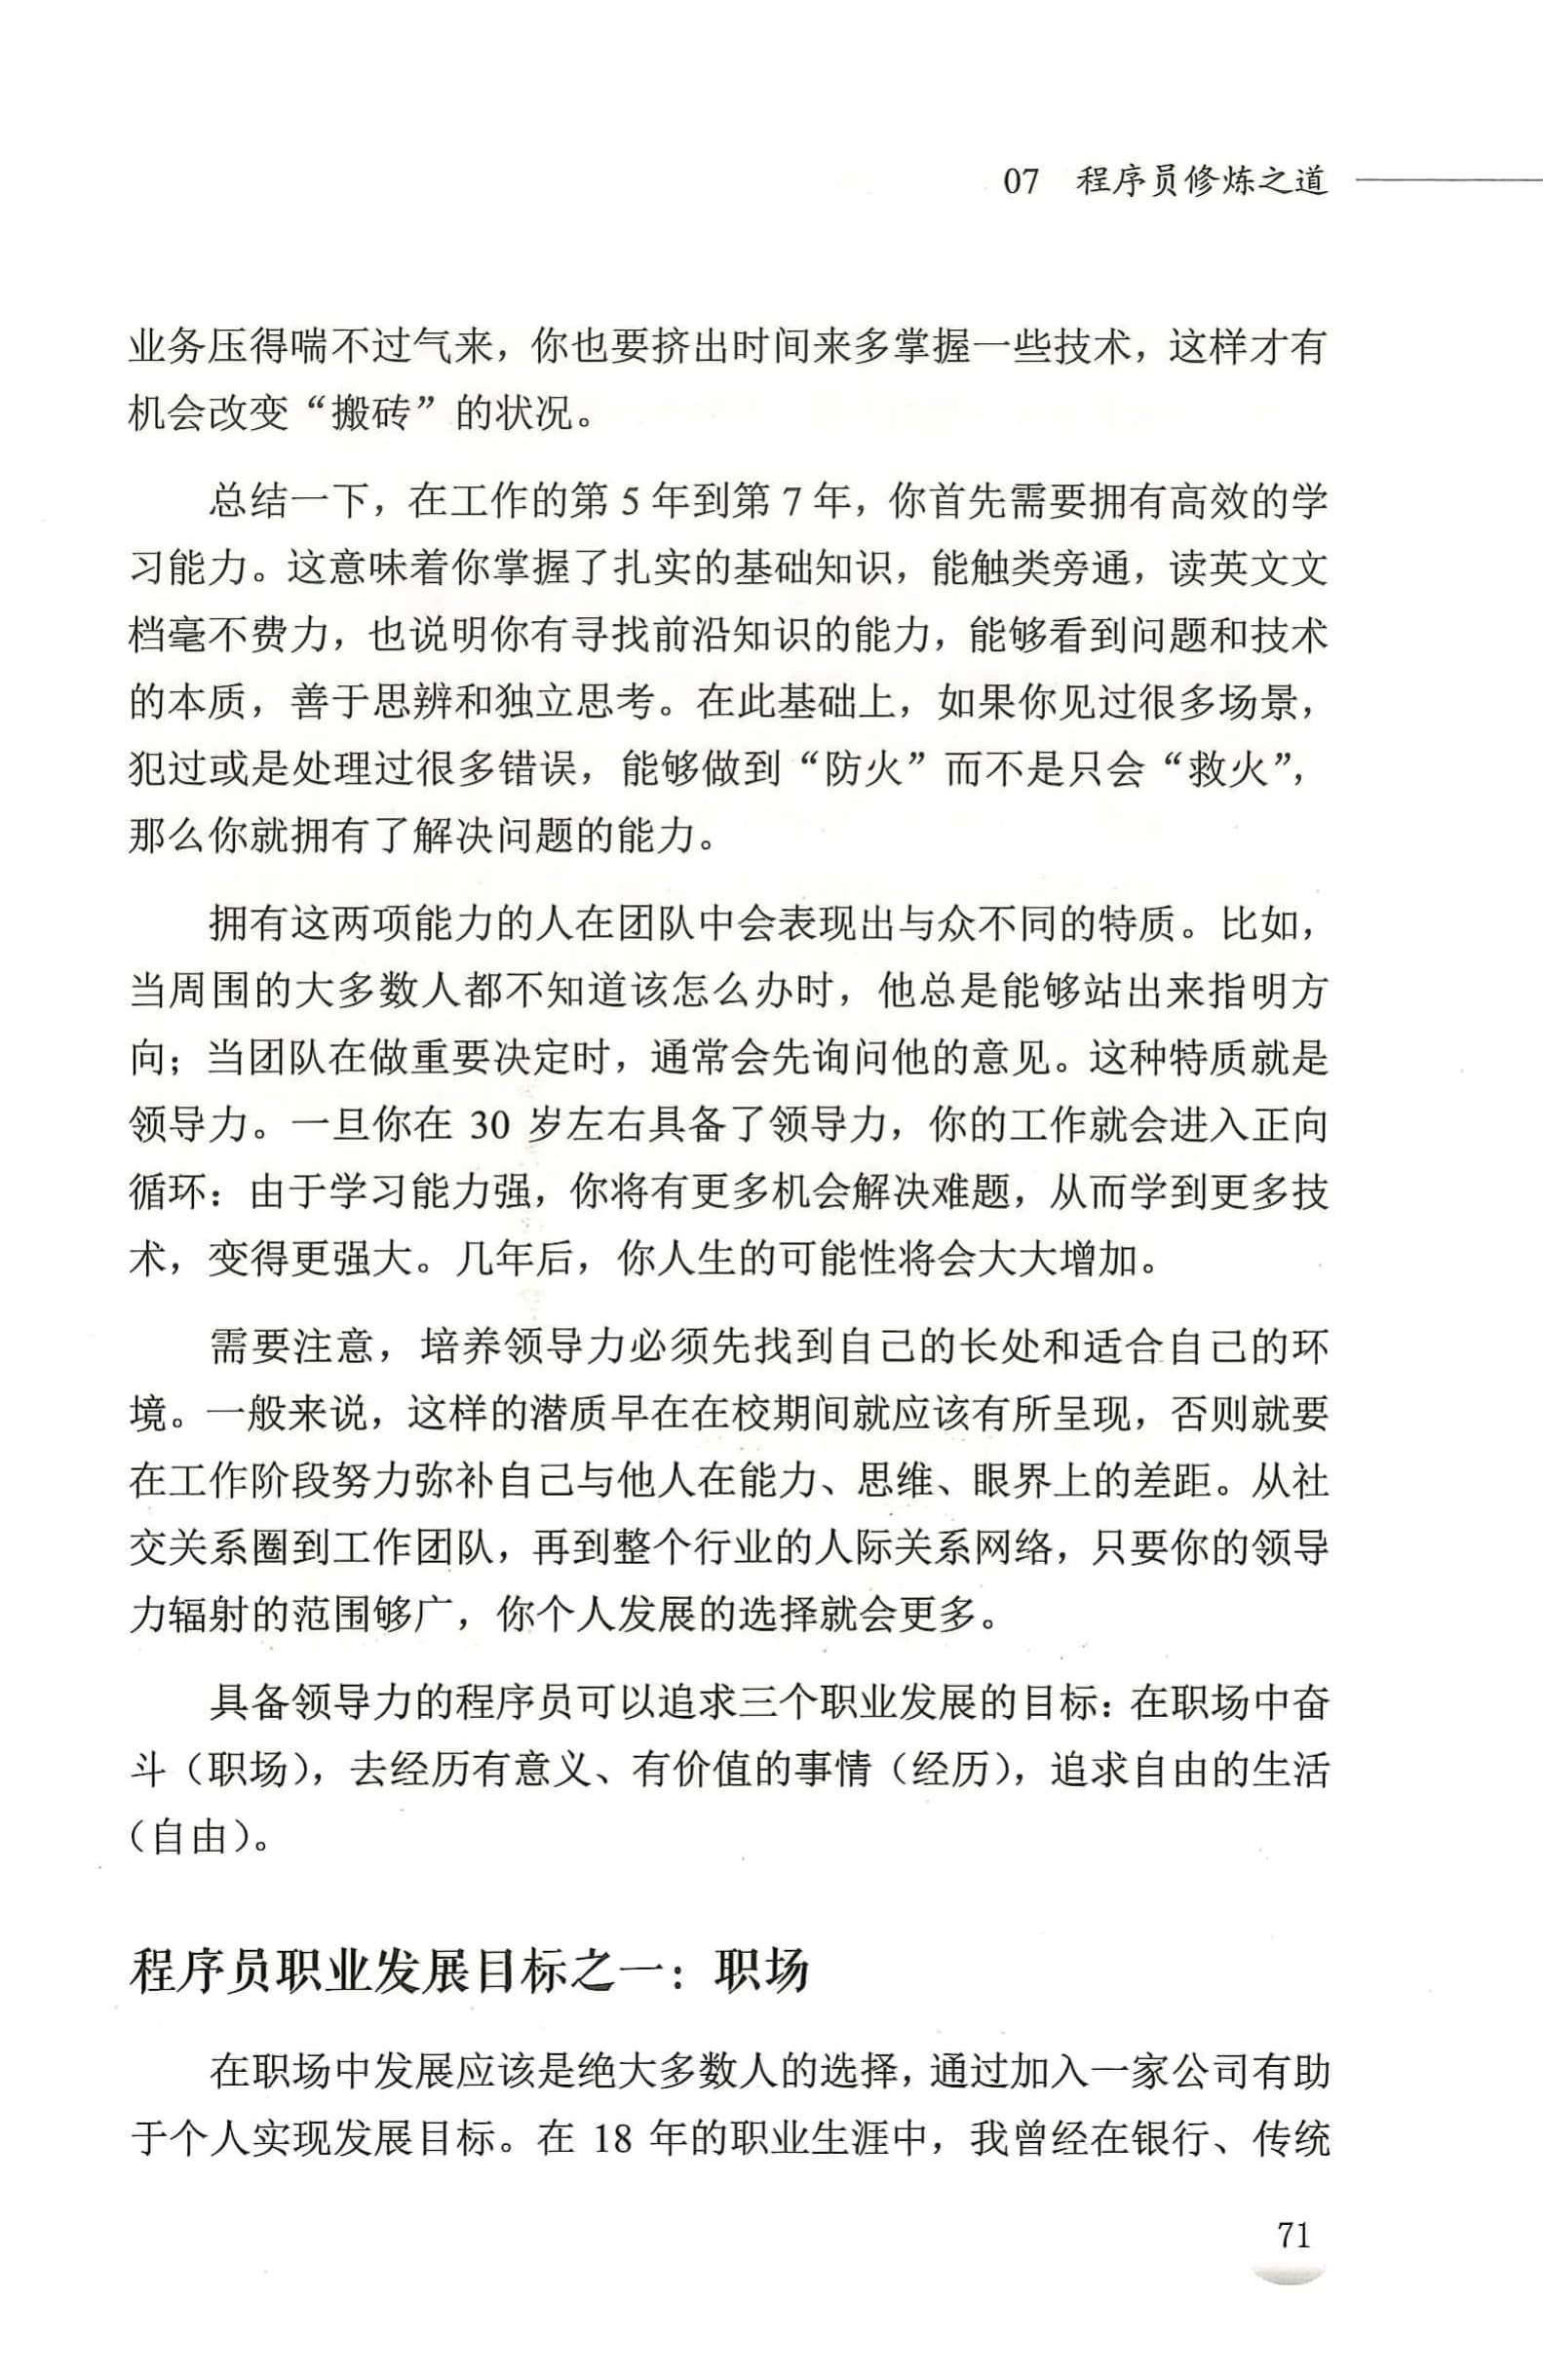 07 程序员修炼之道
业务压得喘不过气来，你也要挤出时间来多掌握一些技术，这样才有
机会改变“搬砖”的状况。
总结一下，在工作的第 5 年到第 7 年，你首先需要拥有高效的学
习能力。这意味着你掌握了扎实的基础知识，能触类旁通，读英文文
档毫不费力，也说明你有寻找前沿知识的能力，能够看到问题和技术
的本质，善于思辨和独立思考。在此基础上，如果你见过很多场景，
犯过或是处理过很多错误，能够做到“防火”而不是只会“救火”，
那么你就拥有了解决问题的能力。
拥有这两项能力的人在团队中会表现出与众不同的特质。比如，
当周围的大多数人都不知道该怎么办时，他总是能够站出来指明方
向；当团队在做重要决定时，通常会先询问他的意见。这种特质就是
领导力。一旦你在 30 岁左右具备了领导力，你的工作就会进入正向
循环：由于学习能力强，你将有更多机会解决难题，从而学到更多技
术，变得更强大。几年后，你人生的可能性将会大大增加。
需要注意，培养领导力必须先找到自己的长处和适合自己的环
境。一般来说，这样的潜质早在在校期间就应该有所呈现，否则就要
在工作阶段努力弥补自己与他人在能力、思维、眼界上的差距。从社
交关系圈到工作团队，再到整个行业的人际关系网络，只要你的领导
力辐射的范围够广，你个人发展的选择就会更多。
具备领导力的程序员可以追求三个职业发展的目标：在职场中奋
斗（职场），去经历有意义、有价值的事情（经历），追求自由的生活
（自由）。
程序员职业发展目标之一：职场
在职场中发展应该是绝大多数人的选择，通过加入一家公司有助
于个人实现发展目标。在 18 年的职业生涯中，我曾经在银行、传统
71